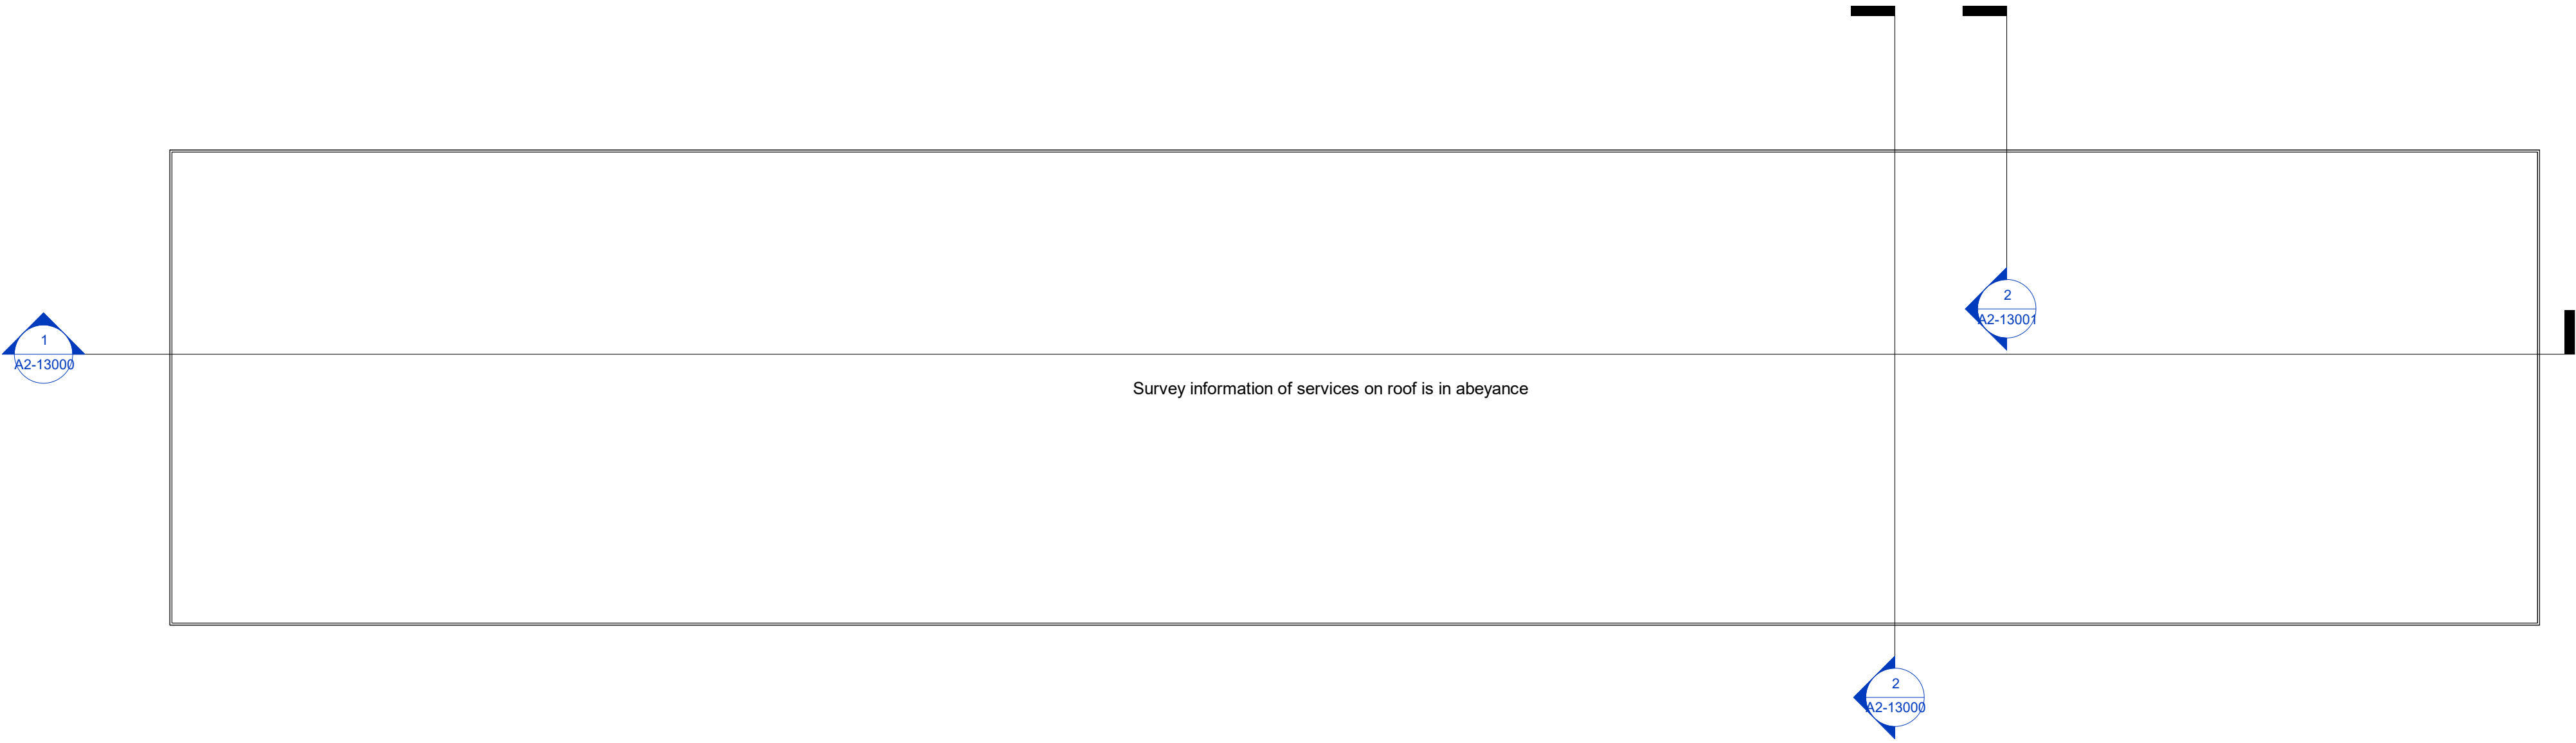 2
A2-13001
1
A2-13000
Survey information of services on roof is in abeyance
2
A2-13000